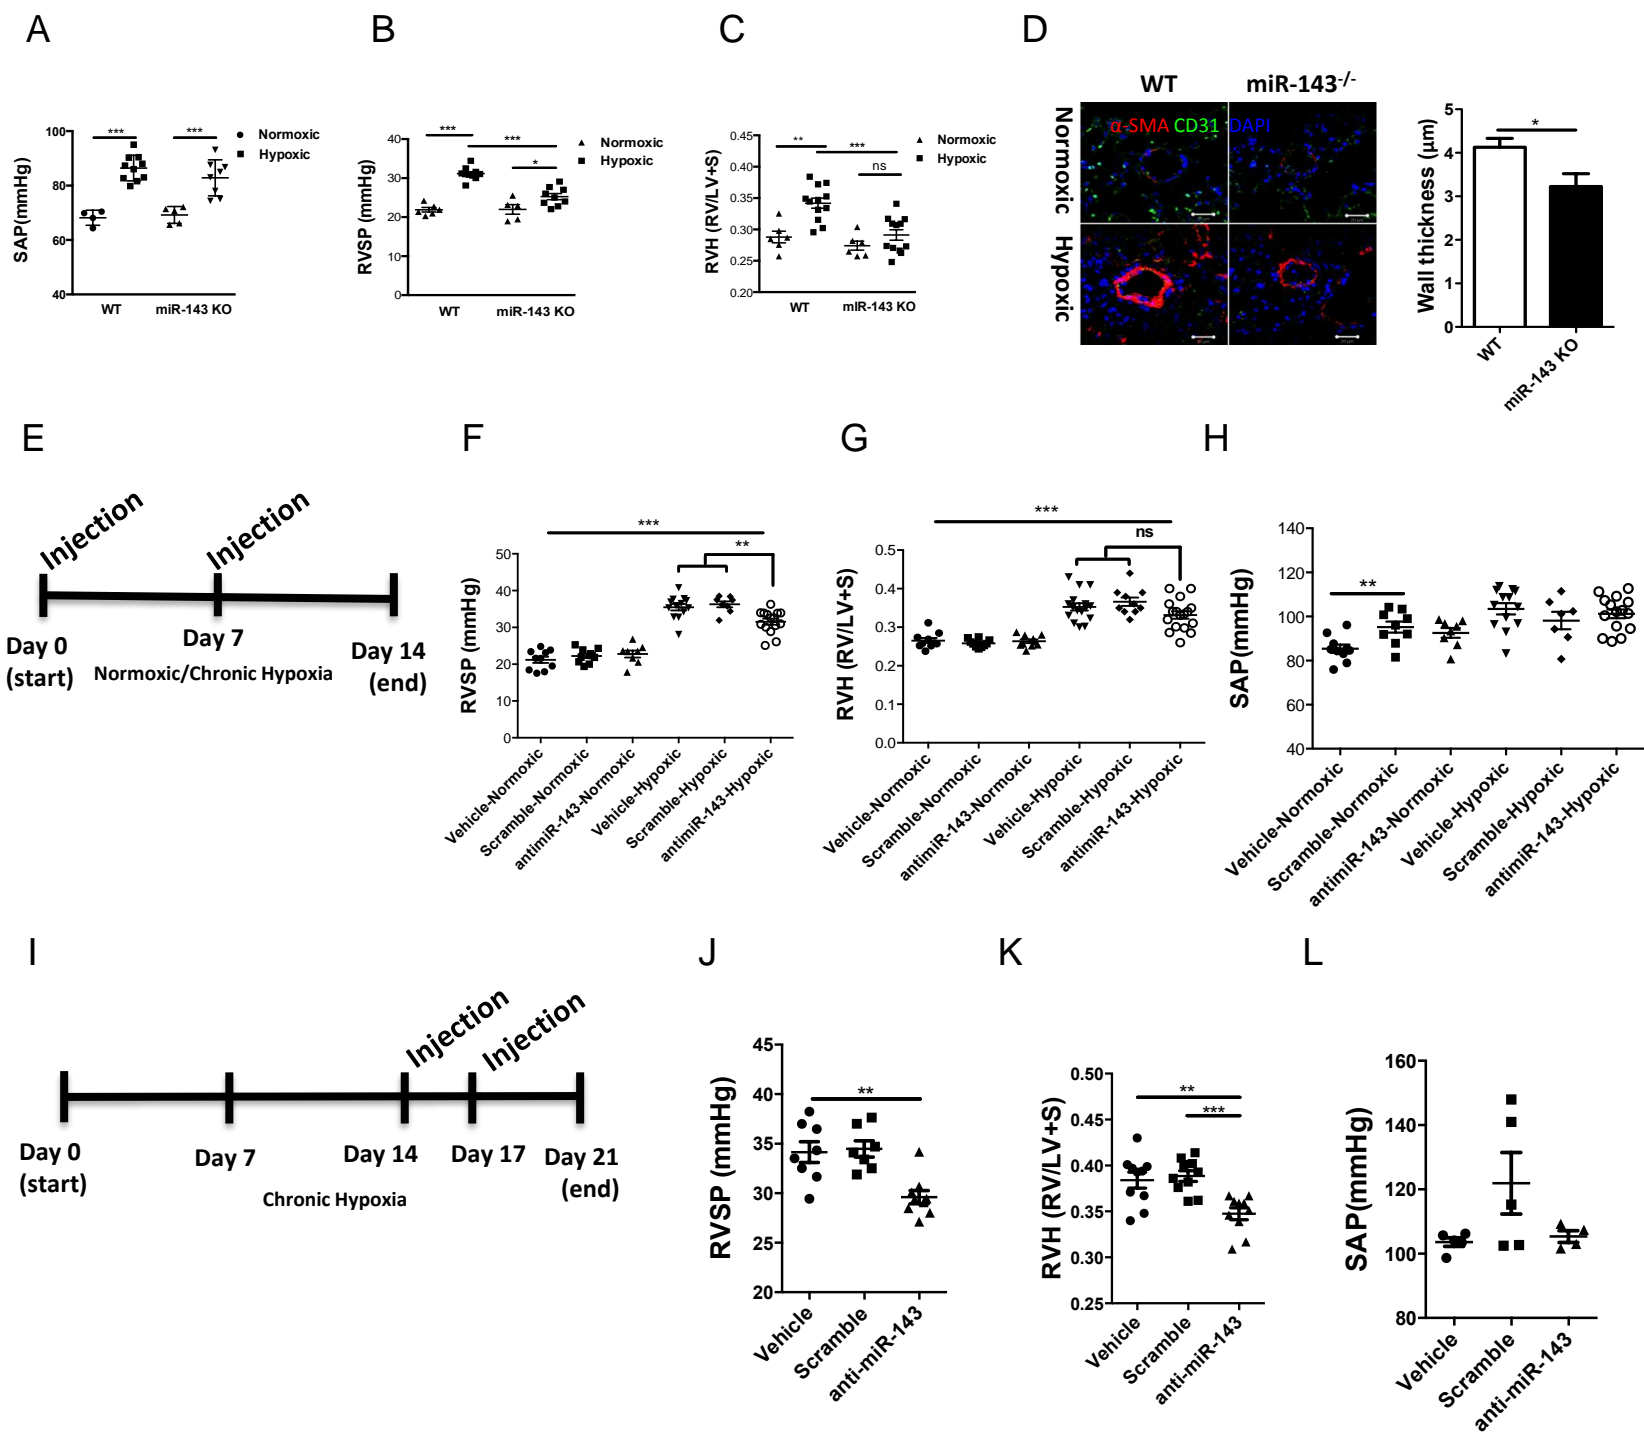 A
SAP(mmHg)
100
80
60
40
***
***
Normoxic
Hypoxic
WT
miR-143 KO
B
RVSP (mmHg)
40
30
20
10
0
***
***
*
Normoxic
Hypoxic
WT
miR-143 KO
C
RVH (RV/LV+S)
0.45
0.40
0.35
0.30
0.25
0.20
**
***
ns
Normoxic
Hypoxic
WT
mIR-143 KO
D
WT
miR-143-/-
Normoxic
Hypoxic
α-SMA CD31 DAPI
Wall thickness (µm)
5
4
3
2
1
0
*
WT
miR-143 KO
E
Injection
Injection
Day 0
(start)
Day 7
Day 14
(end)
Normoxic/Chronic Hypoxia
F
RVSP (mmHg)
50
40
30
20
10
0
***
**
Vehicle-Normoxic
Scramble-Normoxic
antimiR-143-Normoxic
Vehicle-Hypoxic
Scramble-Hypoxic
antimiR-143-Hypoxic
G
RVH (RV/LV+S)
0.5
0.4
0.3
0.2
0.1
0.0
***
ns
Vehicle-Normoxic
Scramble-Normoxic
antimiR-143-Normoxic
Vehicle-Hypoxic
Scramble-Hypoxic
antimiR-143-Hypoxic
H
SAP(mmHg)
140
120
100
80
60
40
**
Vehicle-Normoxic
Scramble-Normoxic
antimiR-143-Normoxic
Vehicle-Hypoxic
Scramble-Hypoxic
antimiR-143-Hypoxic
I
Injection
Injection
Day 0
(start)
Day 7
Day 14
Day 17
Day 21
(end)
Chronic Hypoxia
J
RVSP (mmHg)
45
40
35
30
25
20
**
Vehicle
Scramble
anti-miR-143
K
RVH (RV/LV+S)
0.50
0.45
0.40
0.35
0.30
0.25
**
***
Vehicle
Scramble
anti-miR-143
L
SAP(mmHg)
160
140
120
100
80
Vehicle
Scramble
anti-miR-143